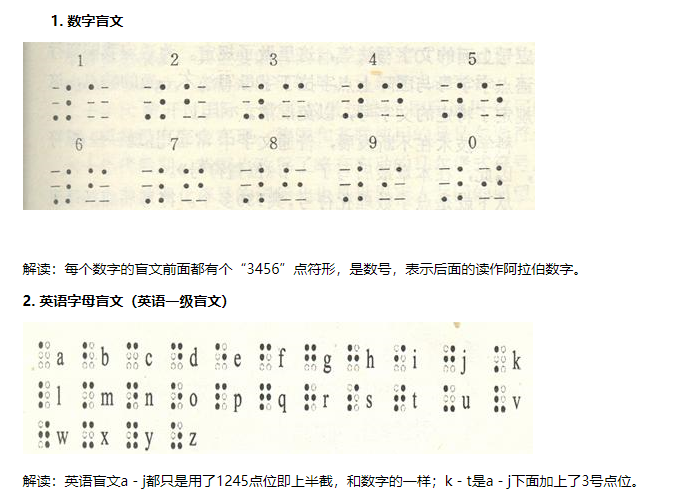 1. 数字盲文
1 2 3 4 5
6 7 8 9 0
解读：每个数字的盲文前面都有个“3456”点符形，是数号，表示后面的读作阿拉伯数字。
2. 英语字母盲文（英语一级盲文）
a b c d e f g h i j k
l m n o p q r s t u v
w x y z
解读：英语盲文a - j都只是用了1245点位即上半截，和数字的一样；k - t是a - j下面加上了3号点位。